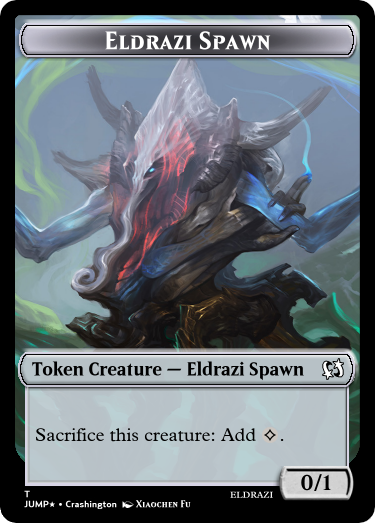 Eldrazi Spawn
Token Creature — Eldrazi Spawn
Sacrifice this creature: Add .
0/1
T
JUMP★ • Crashington Xiaochen Fu
ELDRAZI